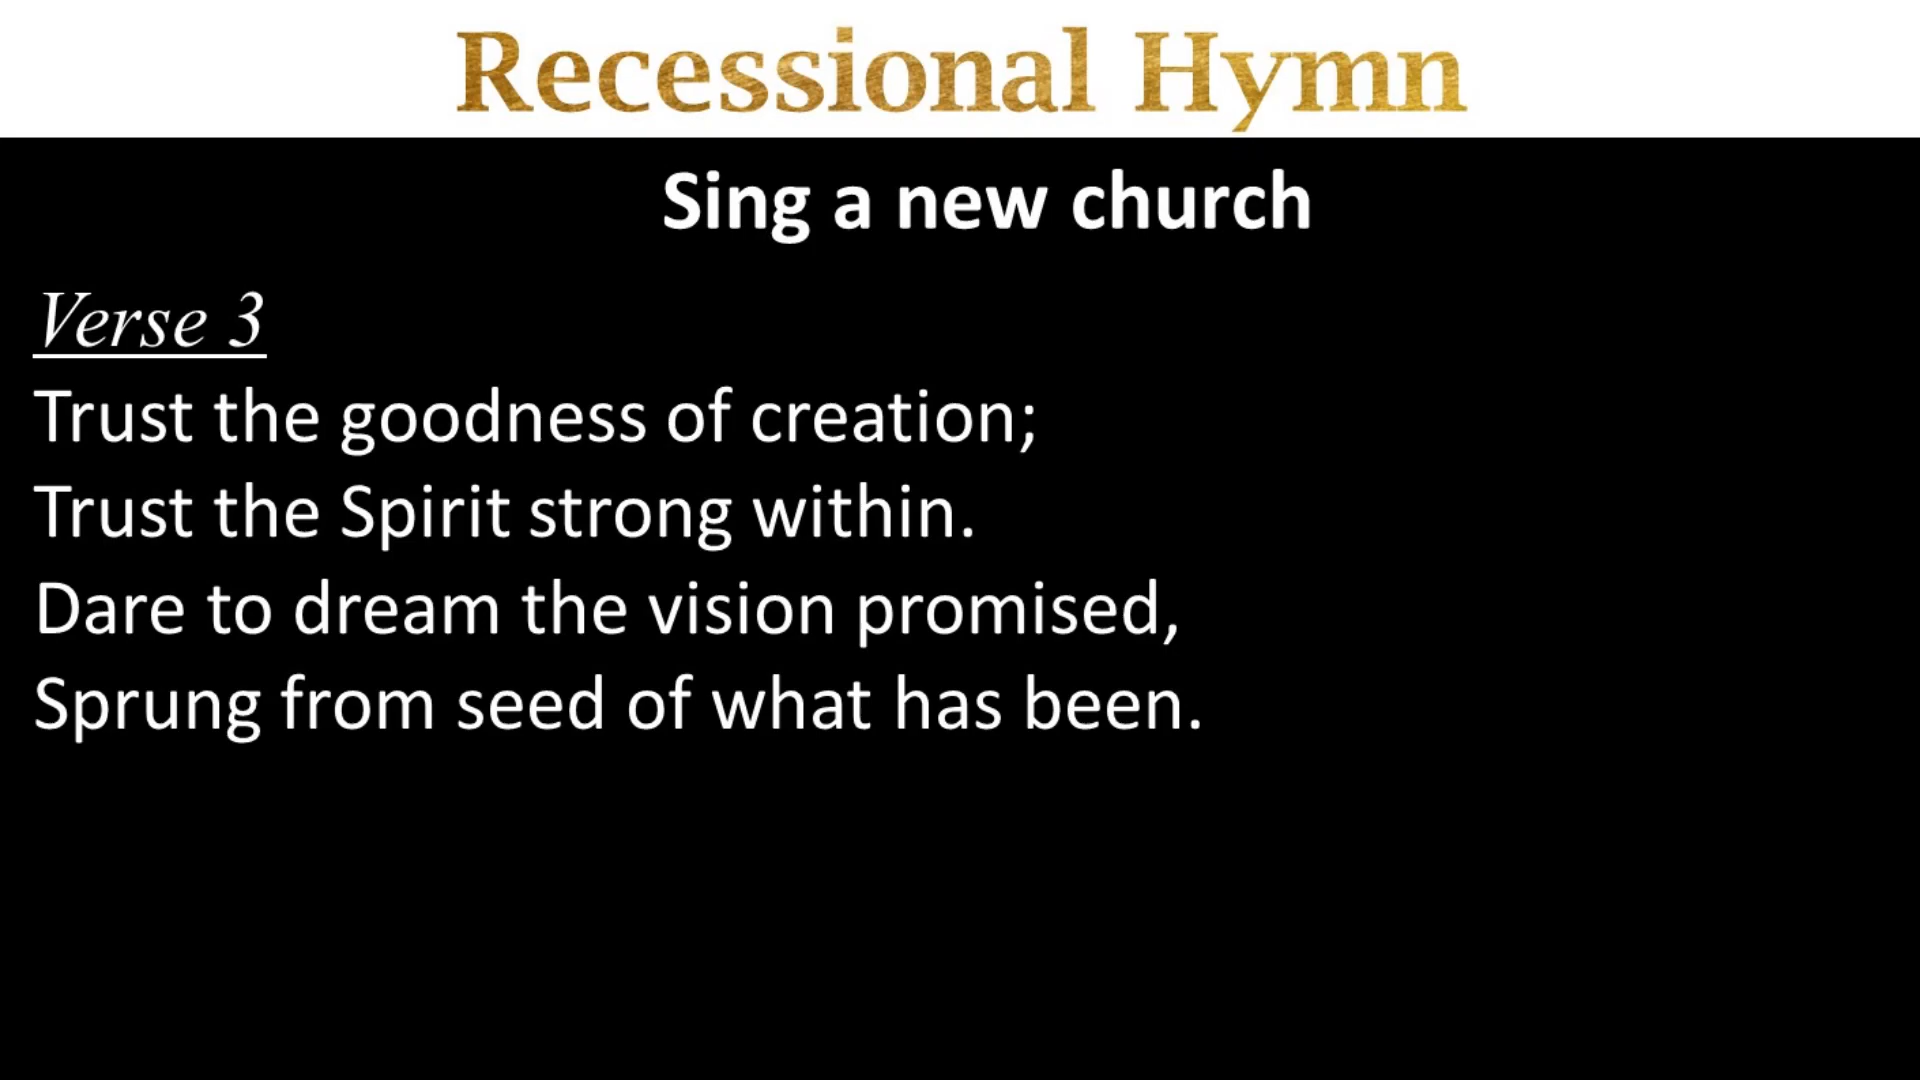 Recessional Hymn
Sing a new church
Verse 3
Trust the goodness of creation;
Trust the Spirit strong within.
Dare to dream the vision promised,
Sprung from seed of what has been.